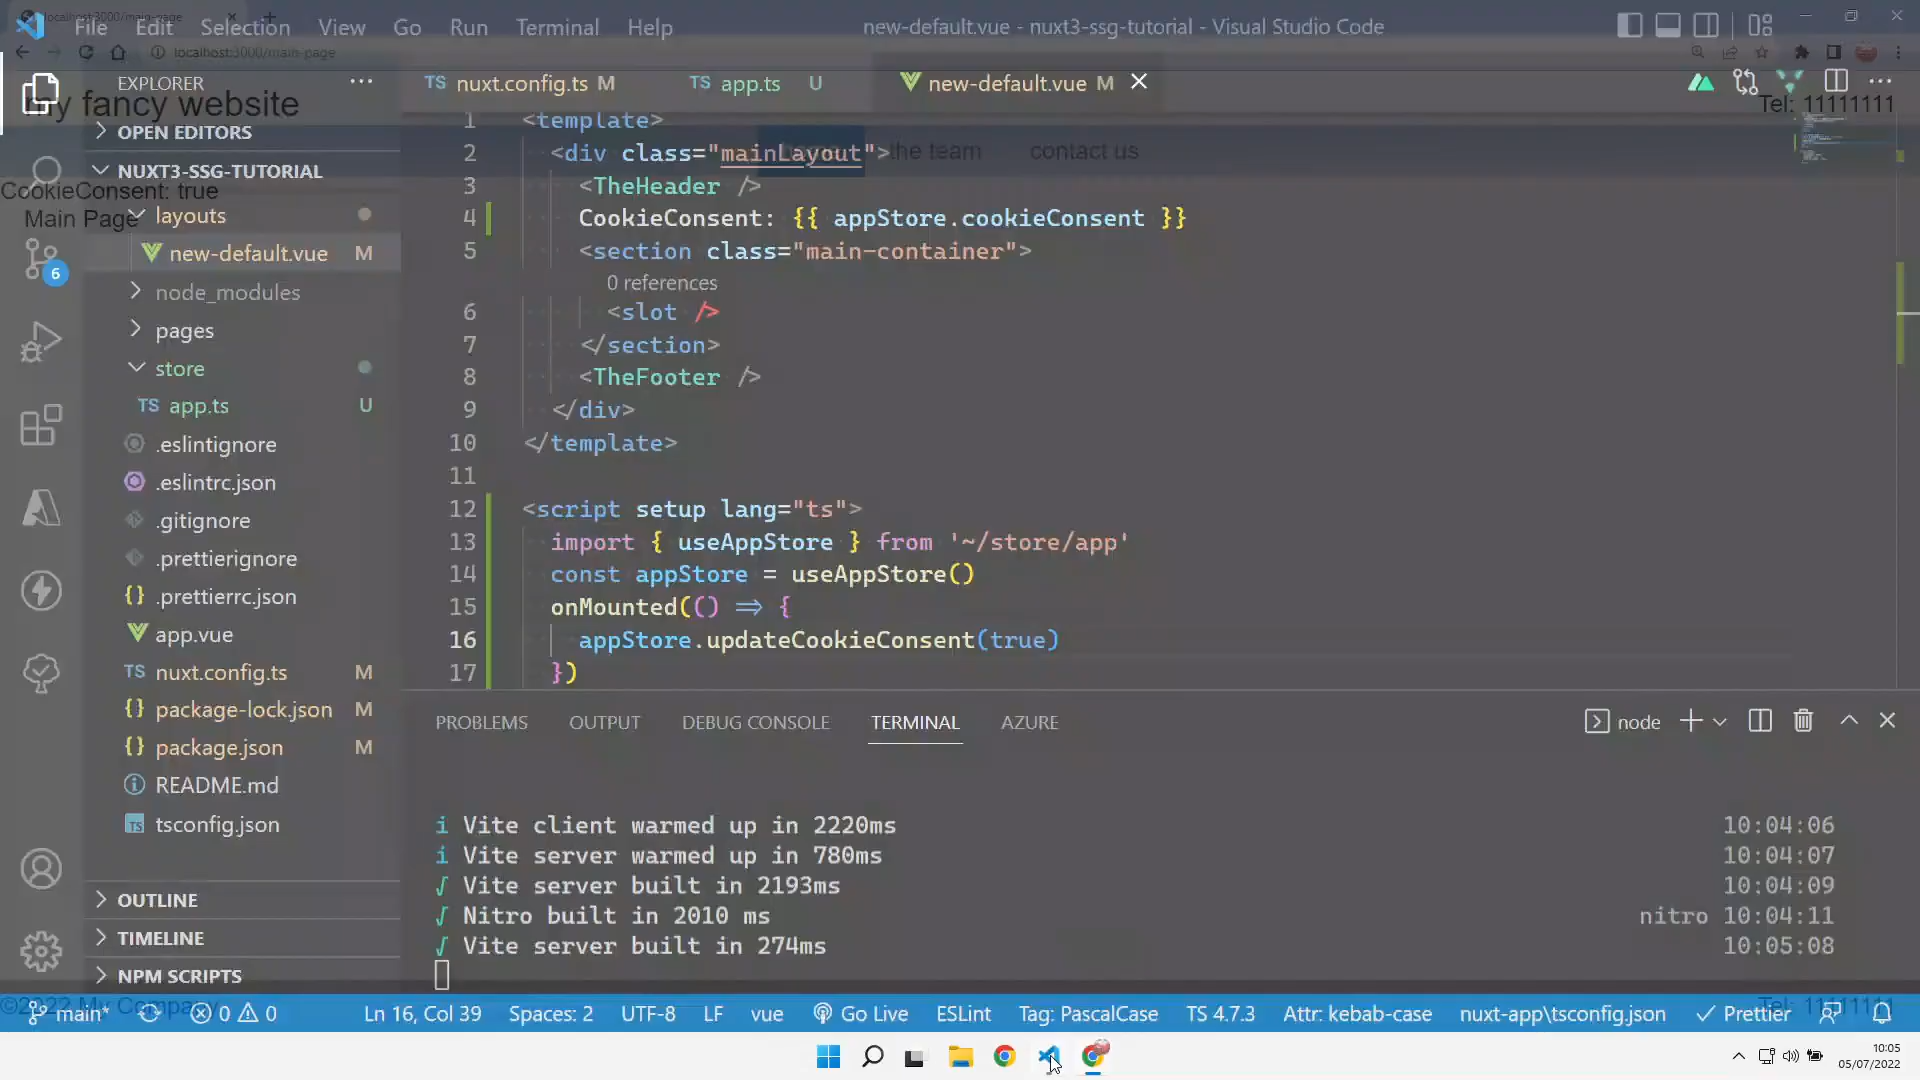 localhost:3000/main-page
File Edit Selection View Go Run Terminal Help
new-default.vue - nuxt3-ssg-tutorial - Visual Studio Code
localhost:3000/main-page
EXPLORER ...
TS nuxt.config.ts M
TS app.ts U
new-default.vue M
my fancy website
Tel: 11111111
OPEN EDITORS
NUXT3-SSG-TUTORIAL
the team
contact us
CookieConsent: true
Main Page
layouts
new-default.vue M
6
node_modules
pages
store
TS app.ts U
.eslintignore
.eslintrc.json
.gitignore
.prettierignore
{} .prettierrc.json
app.vue
TS nuxt.config.ts M
{} package-lock.json M
{} package.json M
README.md
TS tsconfig.json
OUTLINE
TIMELINE
NPM SCRIPTS
1 <template>
2 <div class="mainLayout">
3 <TheHeader />
4 CookieConsent: {{ appStore.cookieConsent }}
5 <section class="main-container">
0 references
6 <slot />
7 </section>
8 <TheFooter />
9 </div>
10 </template>
11
12 <script setup lang="ts">
13 import { useAppStore } from '~/store/app'
14 const appStore = useAppStore()
15 onMounted(() => {
16 appStore.updateCookieConsent(true)
17 })
PROBLEMS OUTPUT DEBUG CONSOLE TERMINAL AZURE
node
i Vite client warmed up in 2220ms 10:04:06
i Vite server warmed up in 780ms 10:04:07
√ Vite server built in 2193ms 10:04:09
√ Nitro built in 2010 ms nitro 10:04:11
√ Vite server built in 274ms 10:05:08
©2022 My Company
Tel: 11111111
main* 0 0 Ln 16, Col 39 Spaces: 2 UTF-8 LF vue Go Live ESLint Tag: PascalCase TS 4.7.3 Attr: kebab-case nuxt-app\tsconfig.json Prettier
10:05
05/07/2022